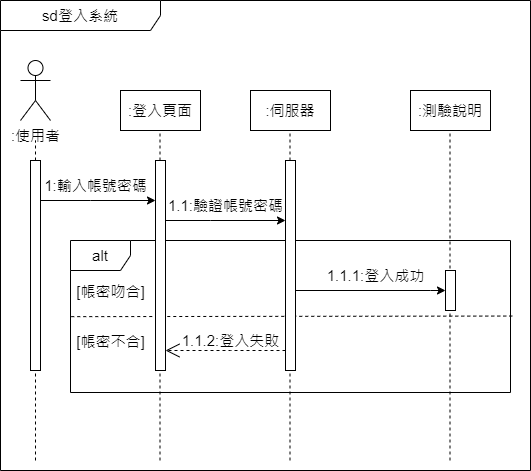 sd登入系統
:使用者
:登入頁面
:伺服器
:測驗說明
1:輸入帳號密碼
1.1:驗證帳號密碼
alt
[帳密吻合]
1.1.1:登入成功
[帳密不合]
1.1.2:登入失敗